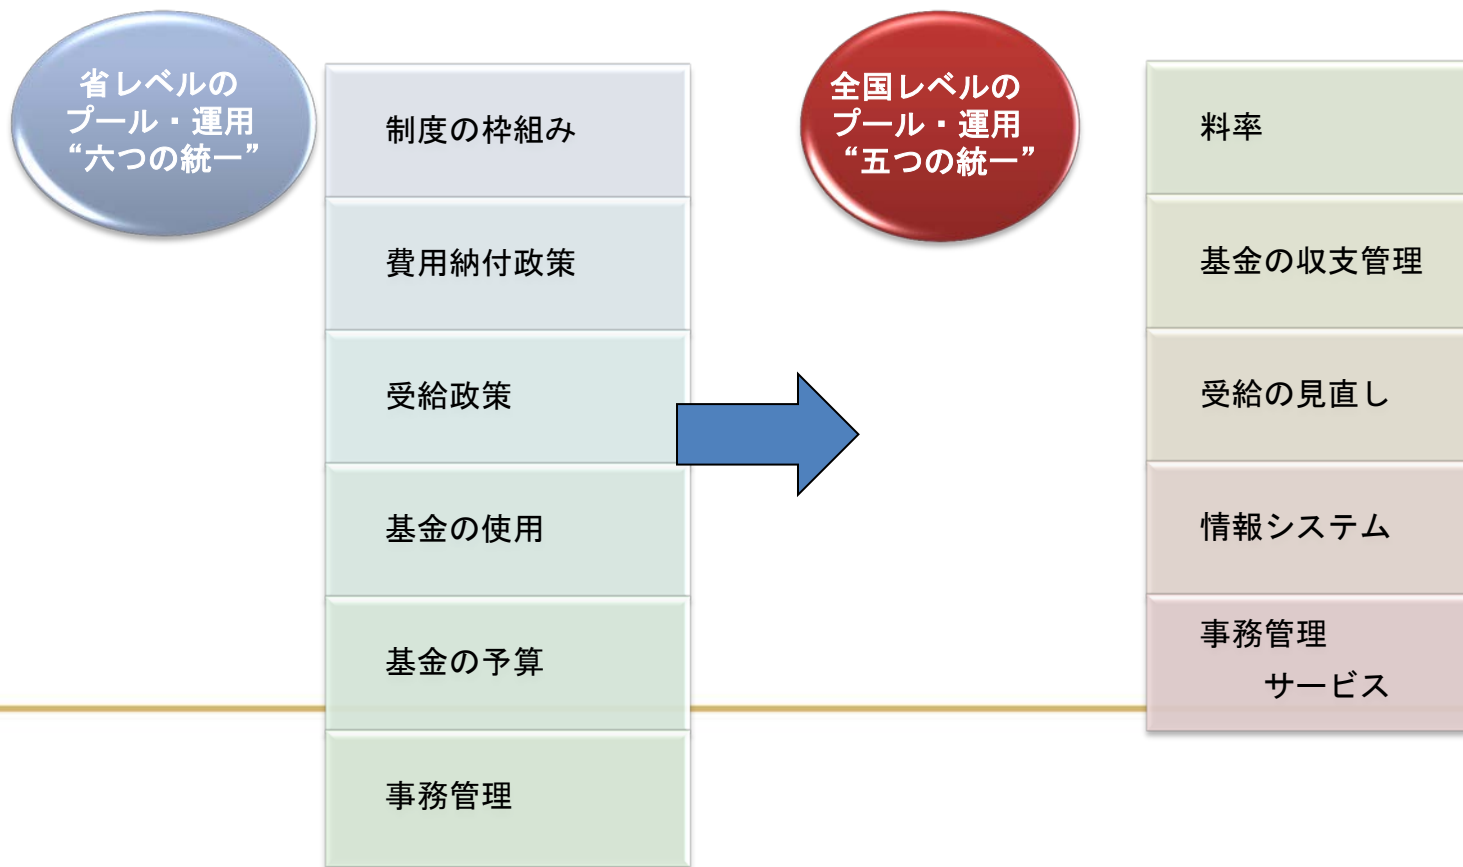 省レベルの
プール・運用
“六つの統一”
制度の枠組み
費用納付政策
受給政策
基金の使用
基金の予算
事務管理
全国レベルの
プール・運用
“五つの統一”
料率
基金の収支管理
受給の見直し
情報システム
事務管理
サービス